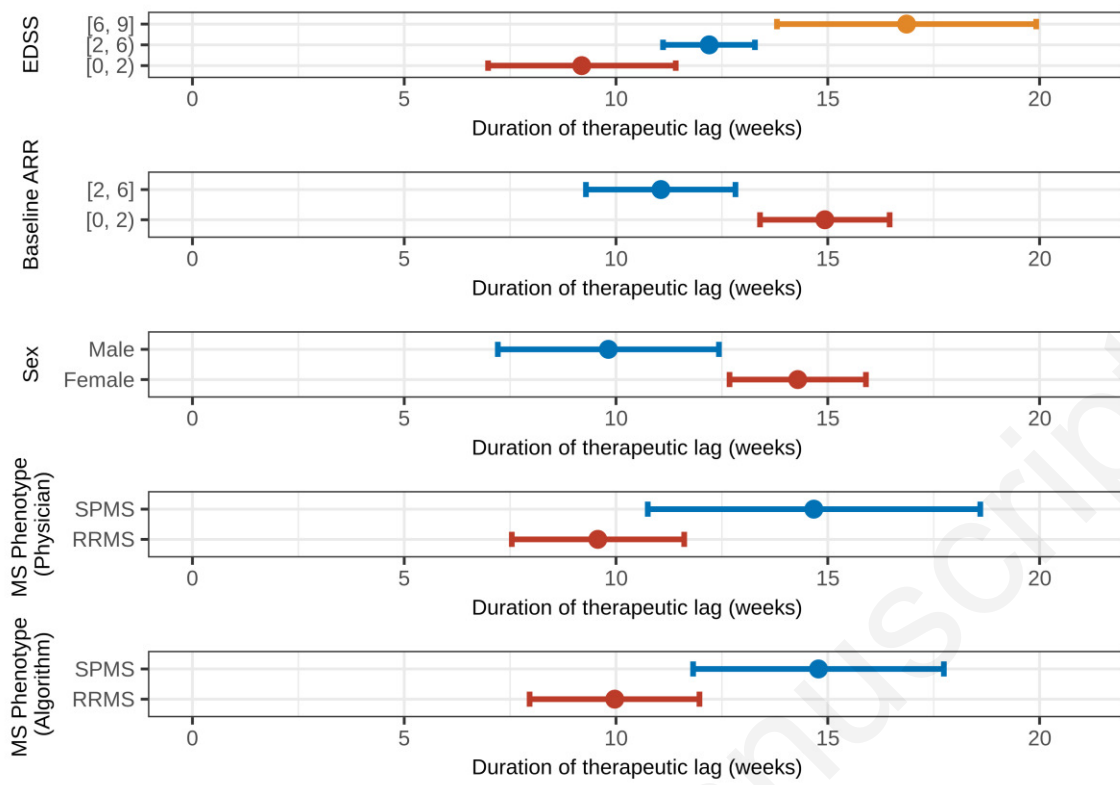 EDSS
[6, 9]
[2, 6)
[0, 2)
0 5 10 15 20
Duration of therapeutic lag (weeks)
Baseline ARR
[2, 6]
[0, 2)
0 5 10 15 20
Duration of therapeutic lag (weeks)
Sex
Male
Female
0 5 10 15 20
Duration of therapeutic lag (weeks)
MS Phenotype
(Physician)
SPMS
RRMS
0 5 10 15 20
Duration of therapeutic lag (weeks)
MS Phenotype
(Algorithm)
SPMS
RRMS
0 5 10 15 20
Duration of therapeutic lag (weeks)